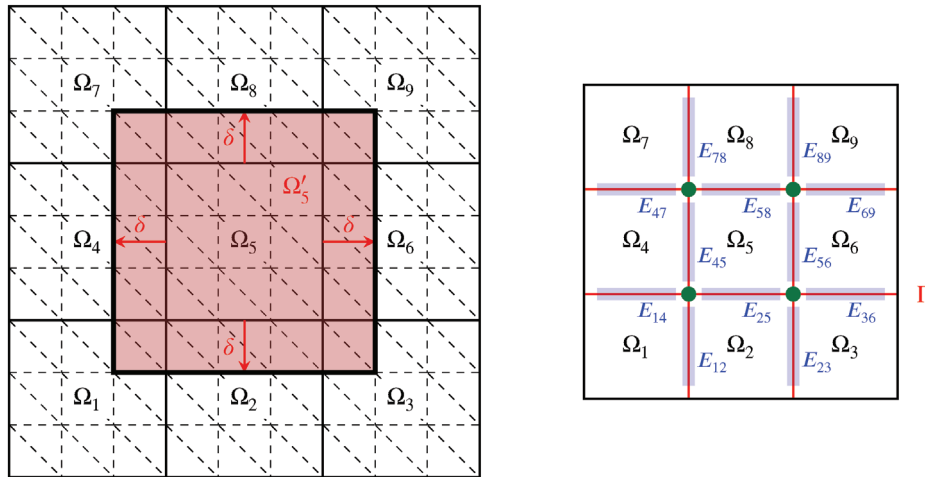 Ω₇ Ω₈ Ω₉
δ
Ω′₅
δ δ
Ω₄ Ω₅ Ω₆
δ
Ω₁ Ω₂ Ω₃
Ω₇ E₇₈ Ω₈ E₈₉ Ω₉
E₄₇ E₅₈ E₆₉
Ω₄ E₄₅ Ω₅ E₅₆ Ω₆
E₁₄ E₂₅ E₃₆
Ω₁ E₁₂ Ω₂ E₂₃ Ω₃